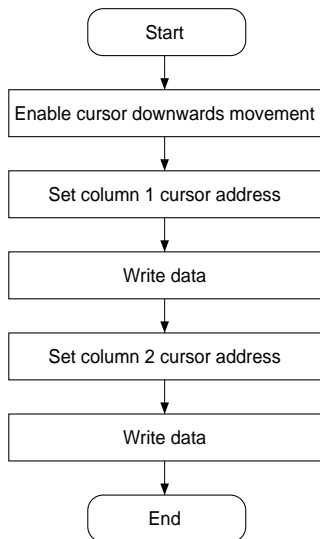 Start
Enable cursor downwards movement
Set column 1 cursor address
Write data
Set column 2 cursor address
Write data
End